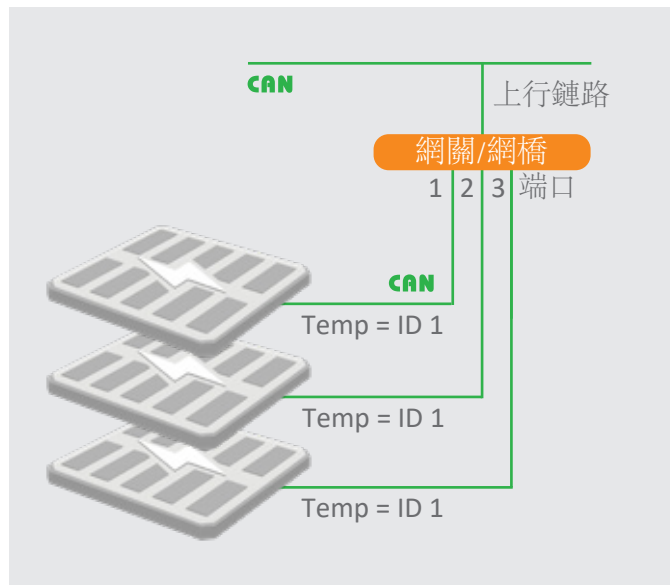 CAN
上行鏈路
網關/網橋
1 2 3 端口
CAN
Temp = ID 1
Temp = ID 1
Temp = ID 1